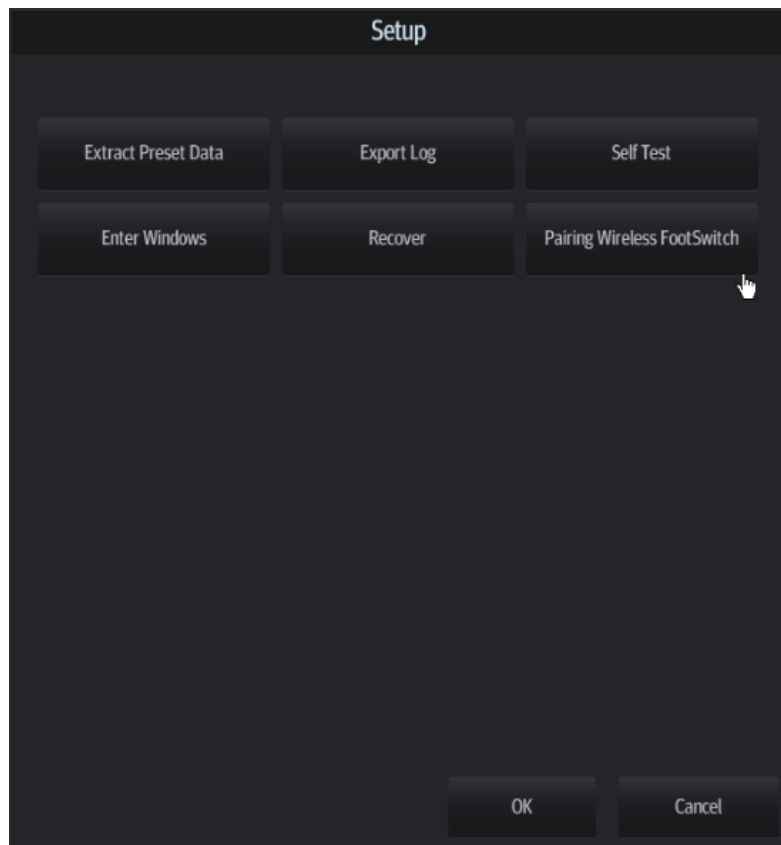 Setup
Extract Preset Data
Export Log
Self Test
Enter Windows
Recover
Pairing Wireless FootSwitch
OK
Cancel